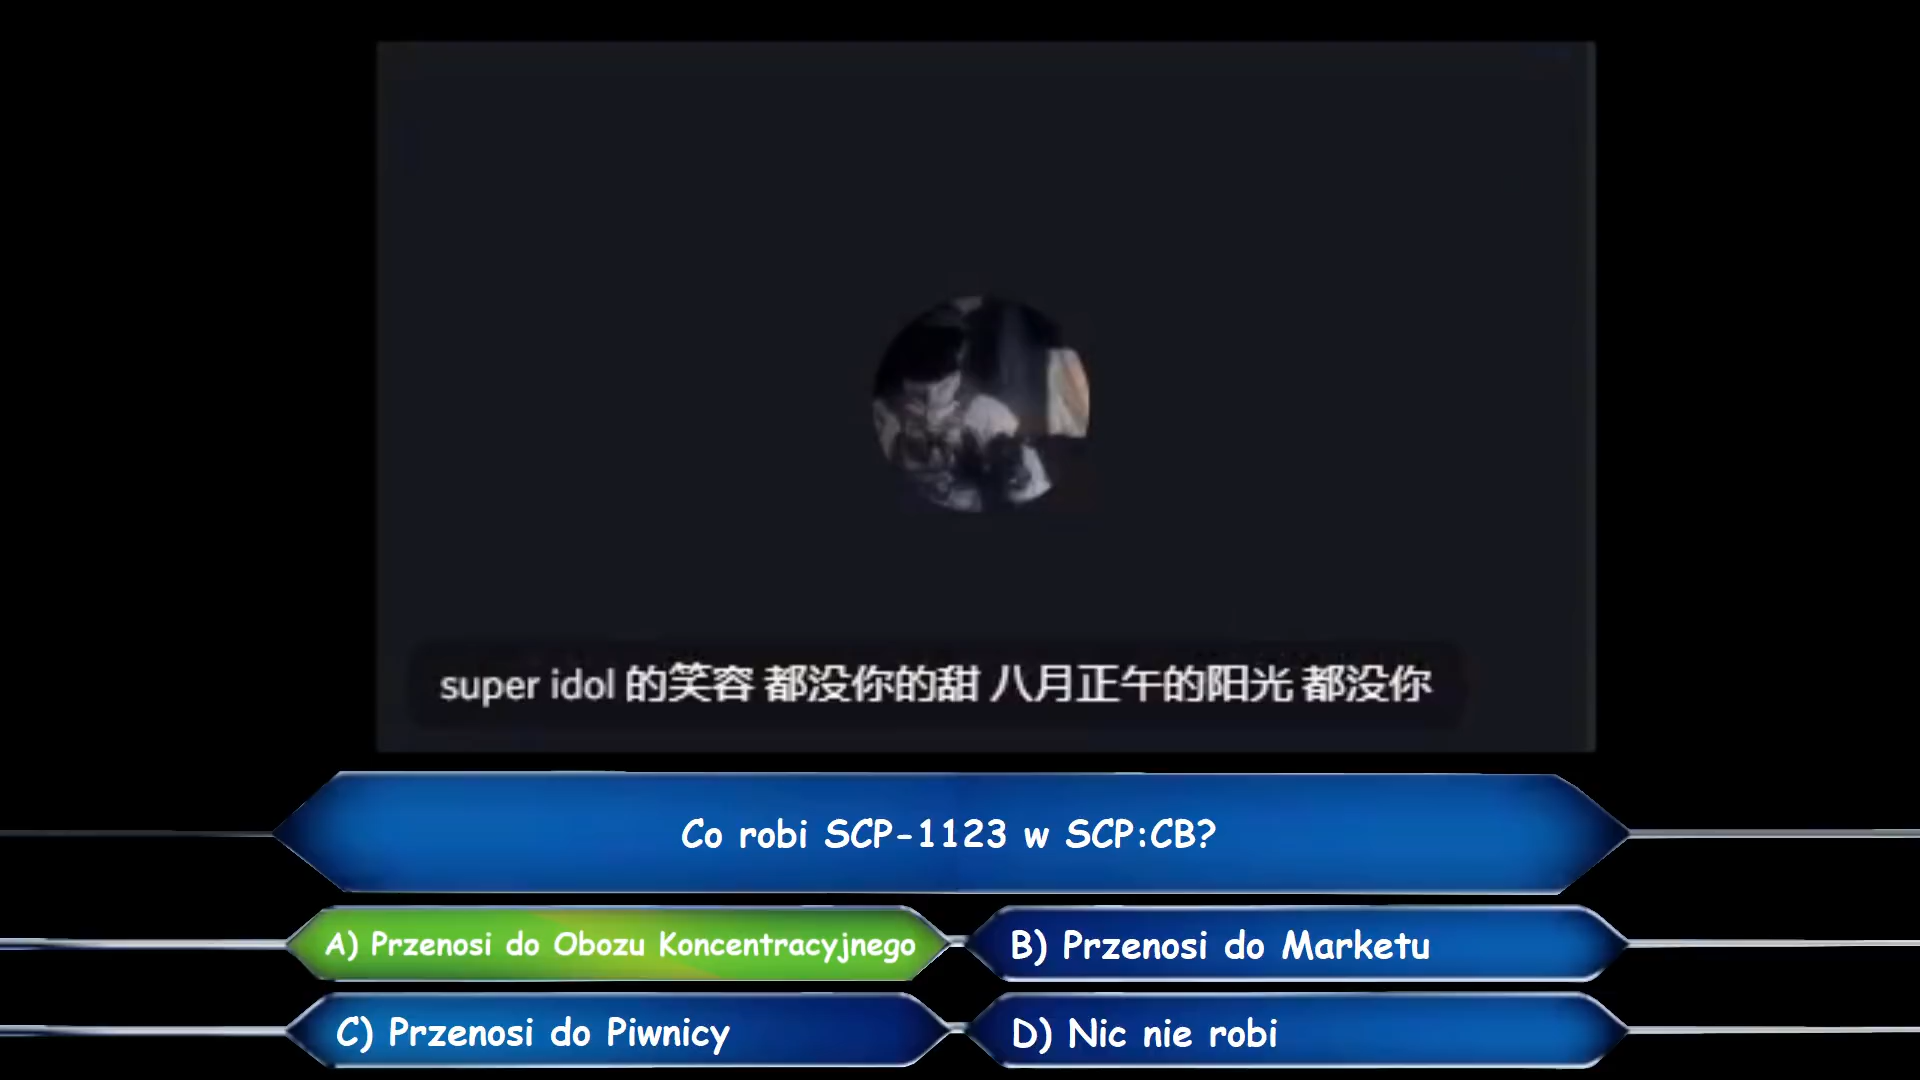 super idol 的笑容 都没你的甜 八月正午的阳光 都没你
Co robi SCP-1123 w SCP:CB?
A) Przenosi do Obozu Koncentracyjnego
B) Przenosi do Marketu
C) Przenosi do Piwnicy
D) Nic nie robi